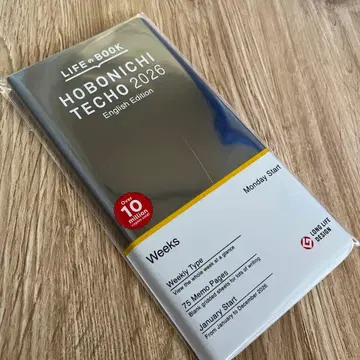 LIFE BOOK
HOBONICHI
TECHO 2026
English Edition
Over
10
million
Weeks
Monday Start
Weekly Type
View the whole week at a glance
75 Memo Pages
Blank gridded sheets for lots of writing
January Start
From January to December 2026
LONG LIFE
DESIGN